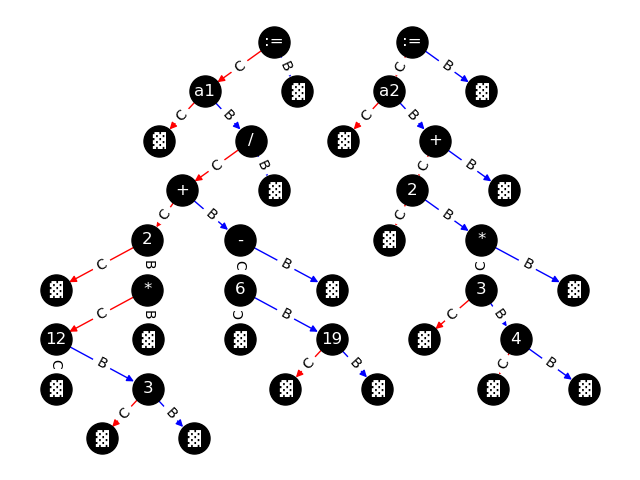 := :=
C B C B
a1 ▒ a2 ▒
C B C B
▒ / ▒ +
C B C B
+ ▒ 2 ▒
C B C B
2 - ▒ *
C B C B C B
▒ * 6 ▒ 3 ▒
C B C B C B
12 ▒ ▒ 19 ▒ 4
C B C B C B
▒ 3 ▒ ▒ ▒ ▒
C B
▒ ▒